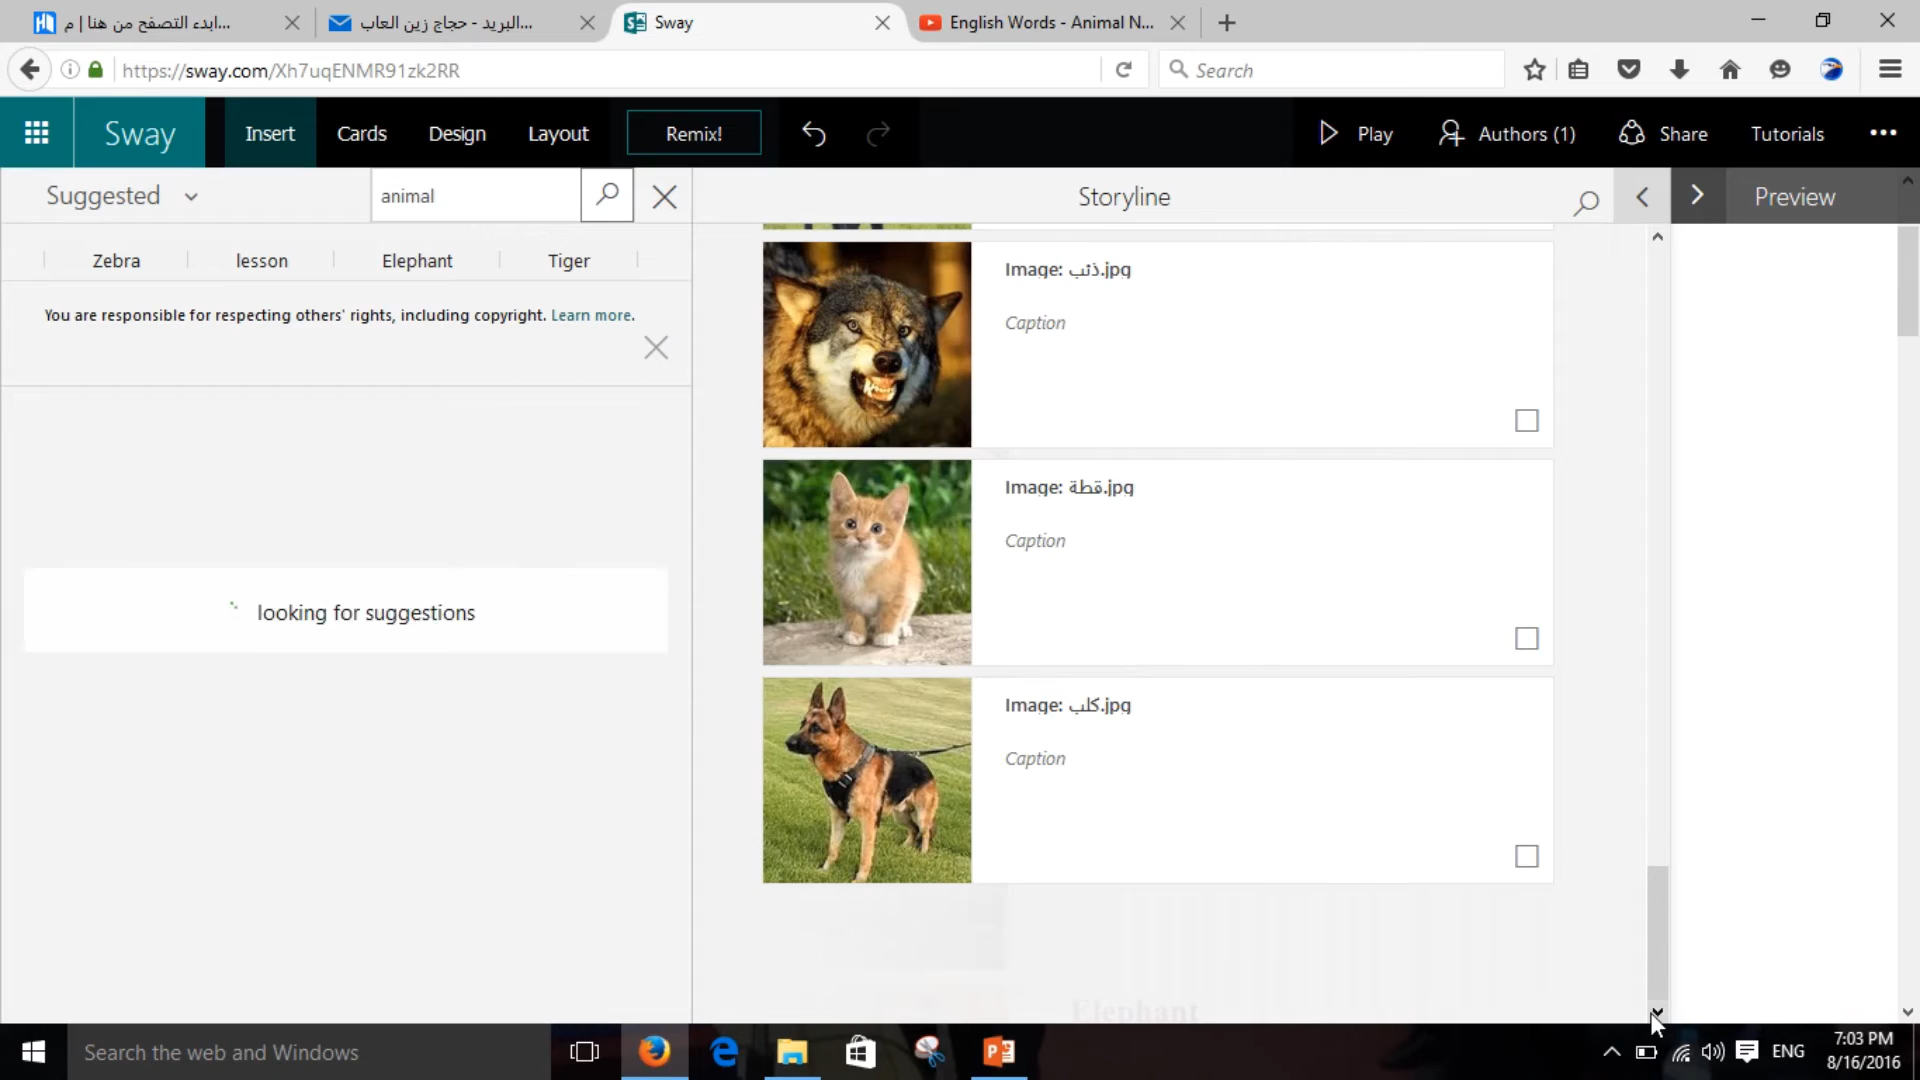 ابدء التصفح من هنا | م...
البريد - حجاج زين العاب...
Sway
English Words - Animal N...
https://sway.com/Xh7uqENMR91zk2RR
Search
Sway
Insert
Cards
Design
Layout
Remix!
Play
Authors (1)
Share
Tutorials
Suggested
animal
Storyline
Preview
Zebra
lesson
Elephant
Tiger
You are responsible for respecting others' rights, including copyright. Learn more.
looking for suggestions
Image: ذئب.jpg
Caption
Image: قطة.jpg
Caption
Image: كلب.jpg
Caption
Elephant
Search the web and Windows
ENG
7:03 PM
8/16/2016